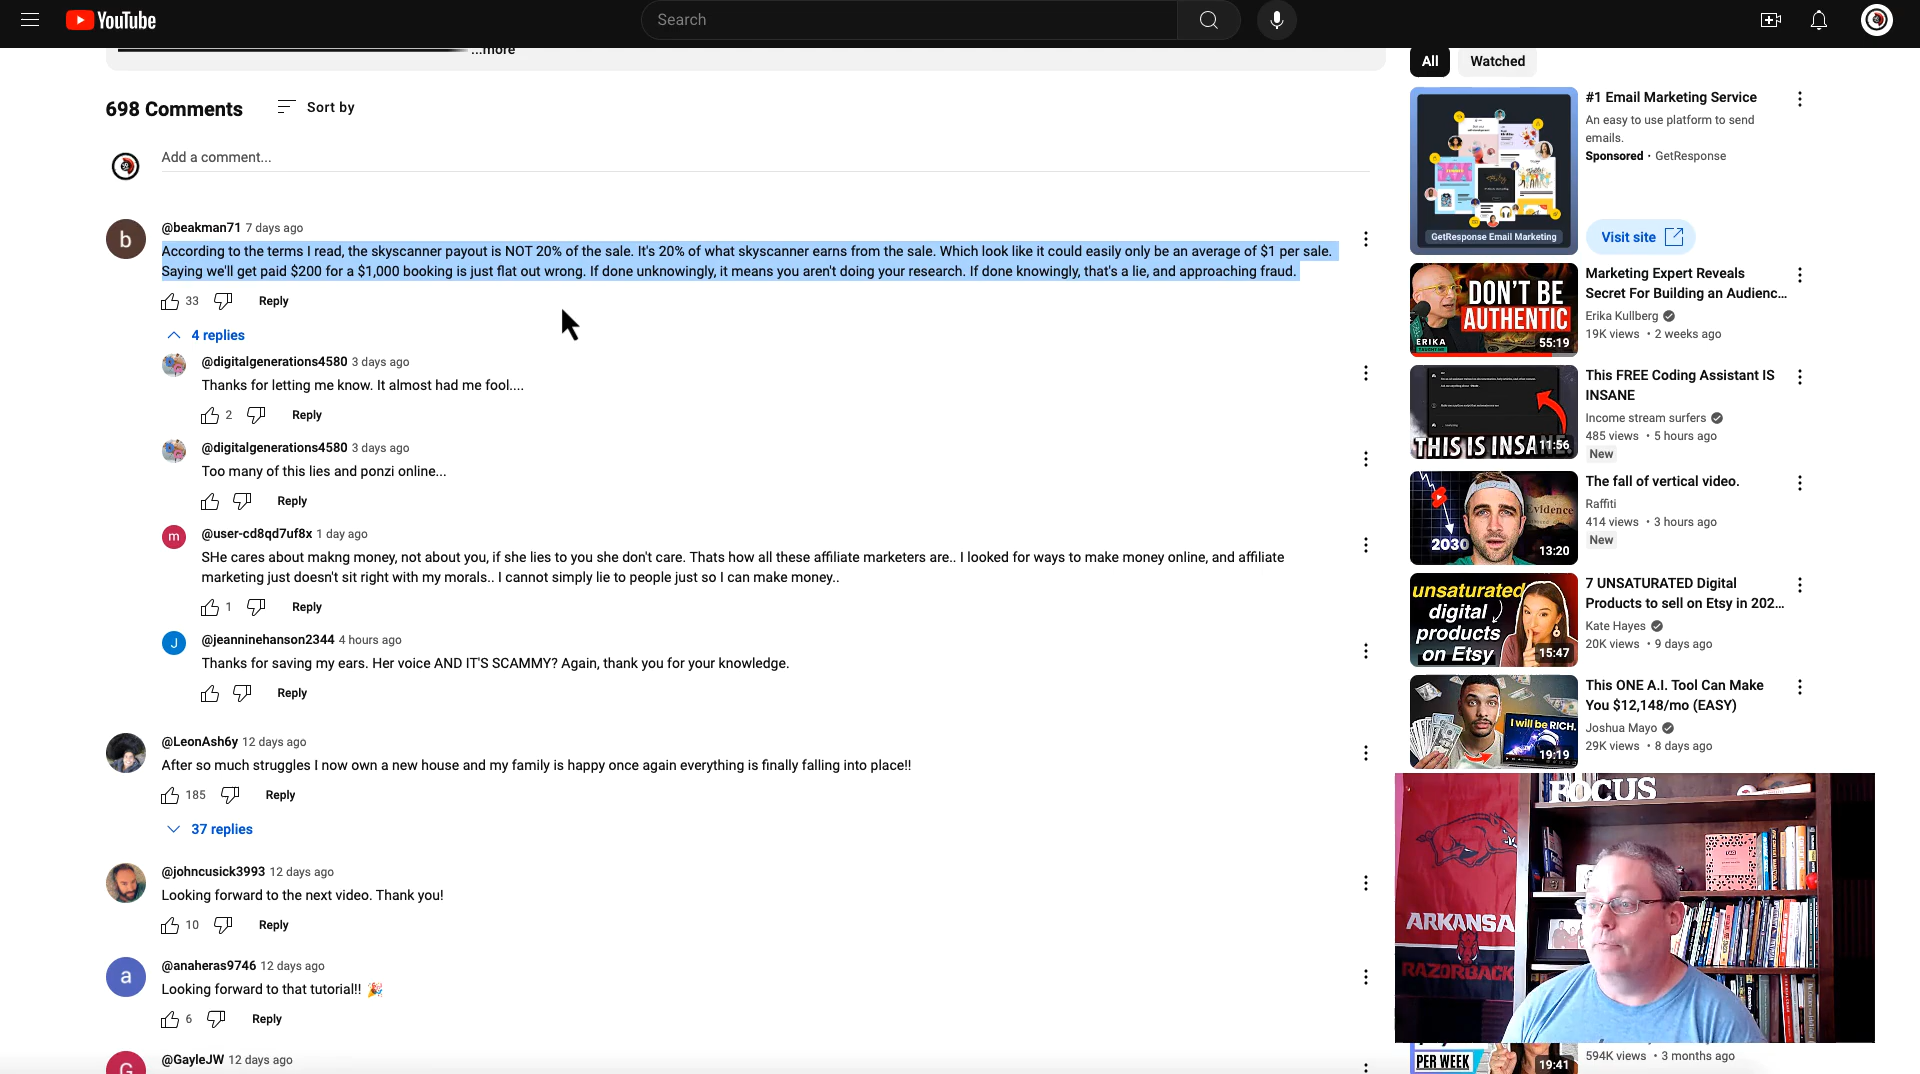 YouTube
Search
...more
698 Comments
Sort by
Add a comment...
b
@beakman71 7 days ago
According to the terms I read, the skyscanner payout is NOT 20% of the sale. It's 20% of what skyscanner earns from the sale. Which look like it could easily only be an average of $1 per sale.
Saying we'll get paid $200 for a $1,000 booking is just flat out wrong. If done unknowingly, it means you aren't doing your research. If done knowingly, that's a lie, and approaching fraud.
33
Reply
4 replies
@digitalgenerations4580 3 days ago
Thanks for letting me know. It almost had me fool....
2
Reply
@digitalgenerations4580 3 days ago
Too many of this lies and ponzi online...
Reply
m
@user-cd8qd7uf8x 1 day ago
SHe cares about makng money, not about you, if she lies to you she don't care. Thats how all these affiliate marketers are.. I looked for ways to make money online, and affiliate
marketing just doesn't sit right with my morals.. I cannot simply lie to people just so I can make money..
1
Reply
J
@jeanninehanson2344 4 hours ago
Thanks for saving my ears. Her voice AND IT'S SCAMMY? Again, thank you for your knowledge.
Reply
@LeonAsh6y 12 days ago
After so much struggles I now own a new house and my family is happy once again everything is finally falling into place!!
185
Reply
37 replies
@johncusick3993 12 days ago
Looking forward to the next video. Thank you!
10
Reply
a
@anaheras9746 12 days ago
Looking forward to that tutorial!! 🎉
6
Reply
G
@GayleJW 12 days ago
All
Watched
GetResponse Email Marketing
#1 Email Marketing Service
An easy to use platform to send
emails.
Sponsored · GetResponse
Visit site
DON'T BE
AUTHENTIC
ERIKA
55:19
Marketing Expert Reveals
Secret For Building an Audienc...
Erika Kullberg
19K views · 2 weeks ago
THIS IS INSANE.
11:56
This FREE Coding Assistant IS
INSANE
Income stream surfers
485 views · 5 hours ago
New
Evidence
2030
13:20
The fall of vertical video.
Raffiti
414 views · 3 hours ago
New
unsaturated
digital
products
on Etsy
15:47
7 UNSATURATED Digital
Products to sell on Etsy in 202...
Kate Hayes
20K views · 9 days ago
I will be RICH.
19:19
This ONE A.I. Tool Can Make
You $12,148/mo (EASY)
Joshua Mayo
29K views · 8 days ago
FOCUS
ARKANSA
RAZORBACK
PER WEEK
19:41
594K views · 3 months ago